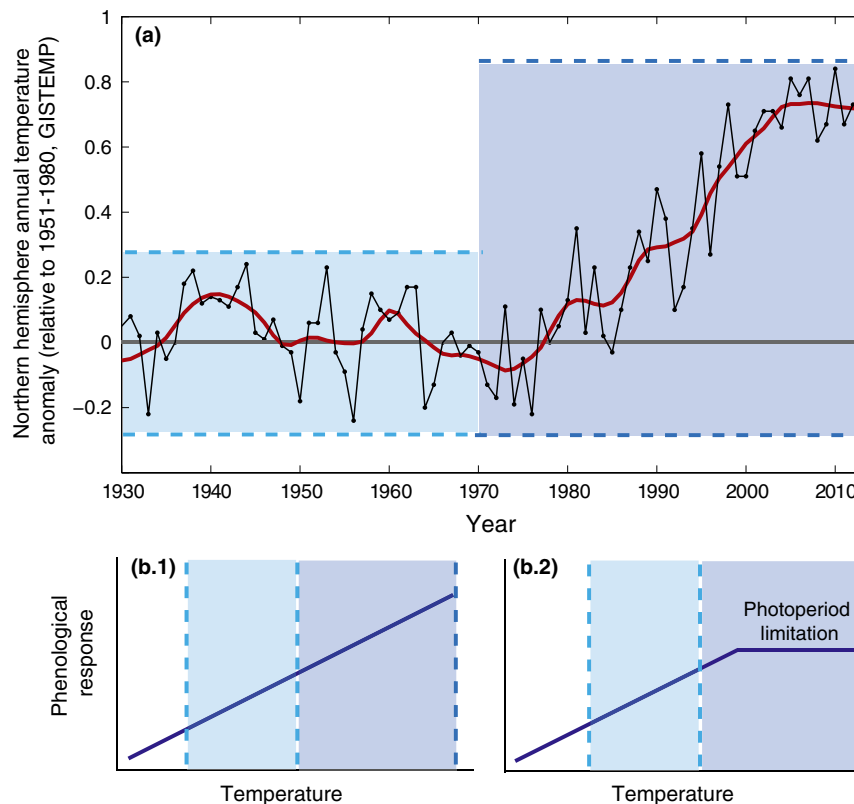 (a)
Northern hemisphere annual temperature
anomaly (relative to 1951-1980, GISTEMP)
1
0.8
0.6
0.4
0.2
0
−0.2
1930 1940 1950 1960 1970 1980 1990 2000 2010
Year
(b.1)
Phenological
response
Temperature
(b.2)
Photoperiod
limitation
Temperature